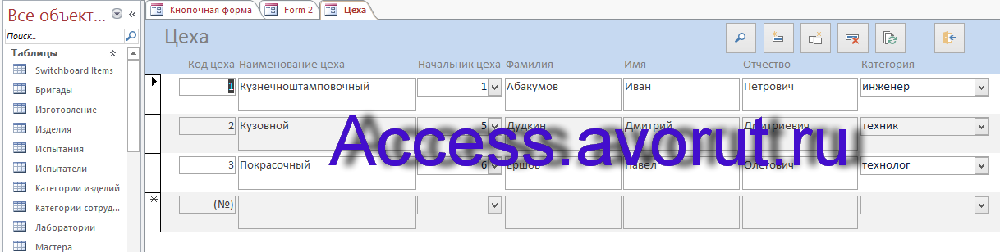 Все объект...
Поиск...
Таблицы
Switchboard Items
Бригады
Изготовление
Изделия
Испытания
Испытатели
Категории изделий
Категории сотруд...
Лаборатории
Мастера
Кнопочная форма Form 2 Цеха
Цеха
Код цеха Наименование цеха Начальник цеха Фамилия Имя Отчество Категория
1 Кузнечноштамповочный 1 Абакумов Иван Петрович инженер
2 Кузовной 5 Дудкин Дмитрий Дмитриевич техник
3 Покрасочный 6 Ершов Павел Олегович технолог
(№)
Access.avorut.ru